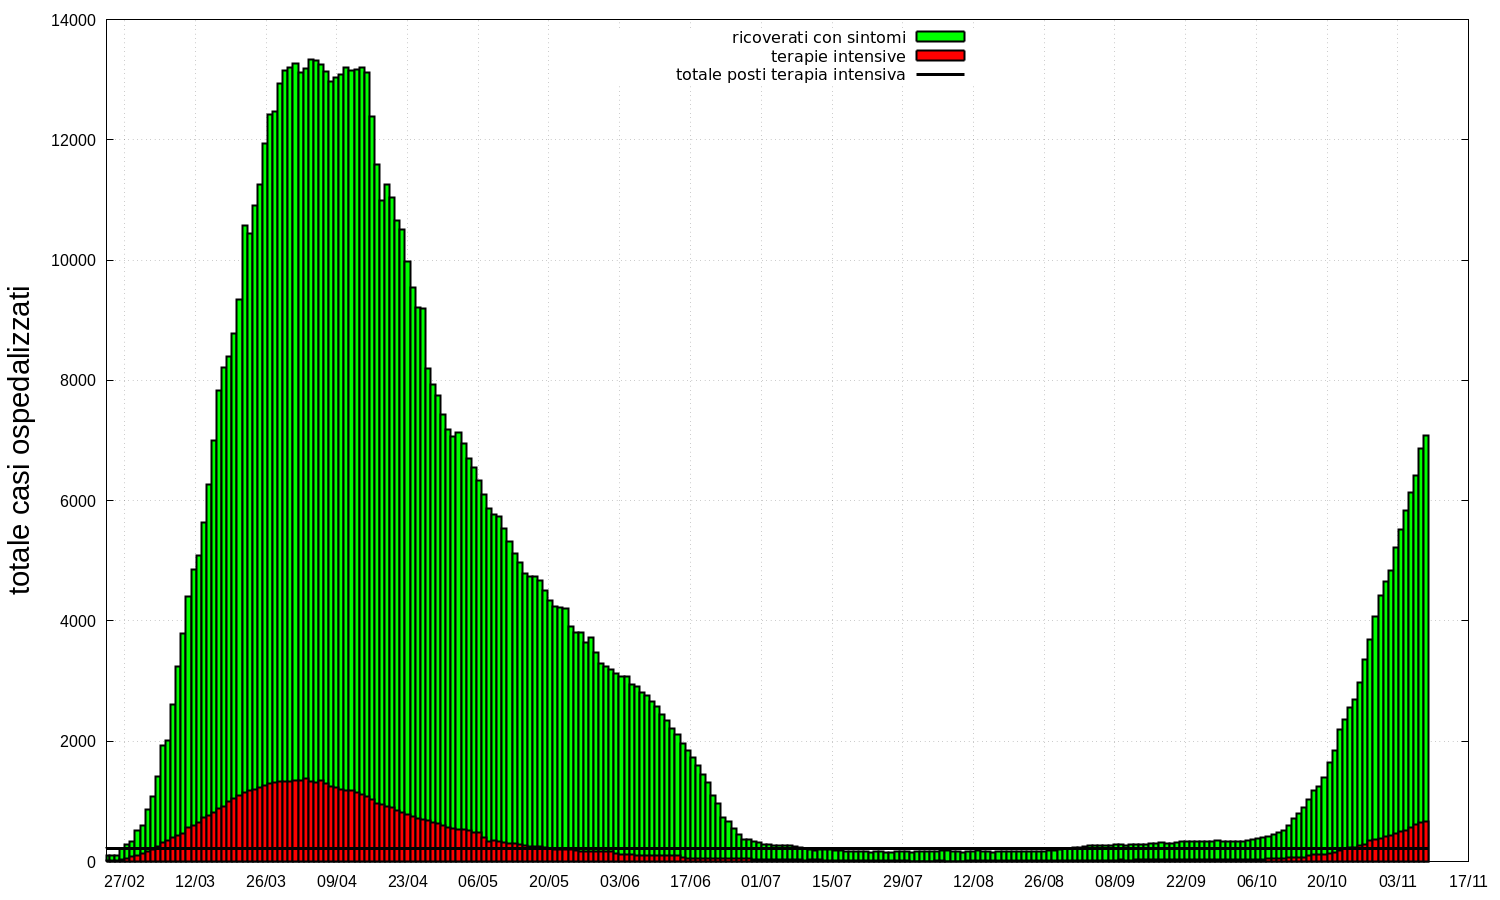 14000
12000
10000
8000
6000
4000
2000
0
totale casi ospedalizzati
ricoverati con sintomi
terapie intensive
totale posti terapia intensiva
27/02 12/03 26/03 09/04 23/04 06/05 20/05 03/06 17/06 01/07 15/07 29/07 12/08 26/08 08/09 22/09 06/10 20/10 03/11 17/11